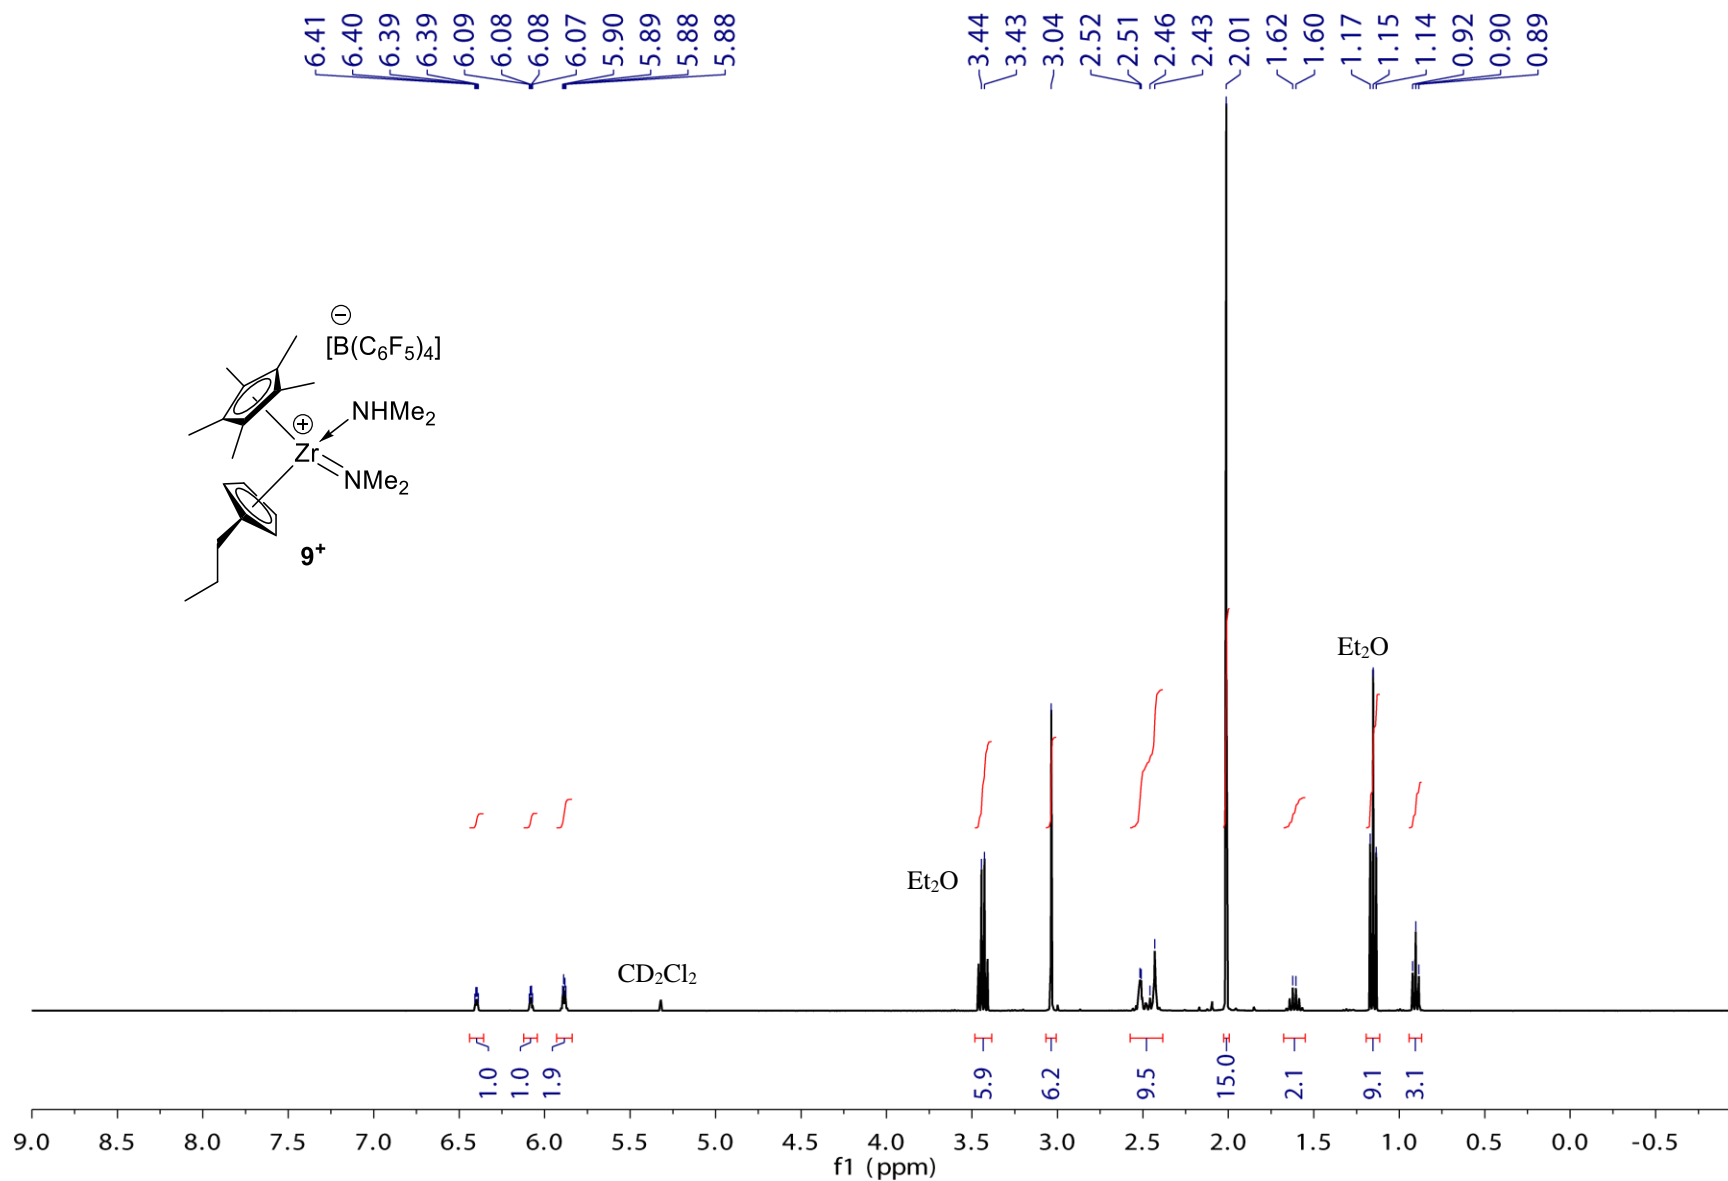 6.41 6.40 6.39 6.39 6.09 6.08 6.08 6.07 5.90 5.89 5.88 5.88 3.44 3.43 3.04 2.52 2.51 2.46 2.43 2.01 1.62 1.60 1.17 1.15 1.14 0.92 0.90 0.89
⊖
[B(C6F5)4]
NHMe2
⊕
Zr
NMe2
9+
Et2O
Et2O
CD2Cl2
1.0 1.0 1.9 5.9 6.2 9.5 15.0 2.1 9.1 3.1
9.0 8.5 8.0 7.5 7.0 6.5 6.0 5.5 5.0 4.5 4.0 3.5 3.0 2.5 2.0 1.5 1.0 0.5 0.0 -0.5
f1 (ppm)